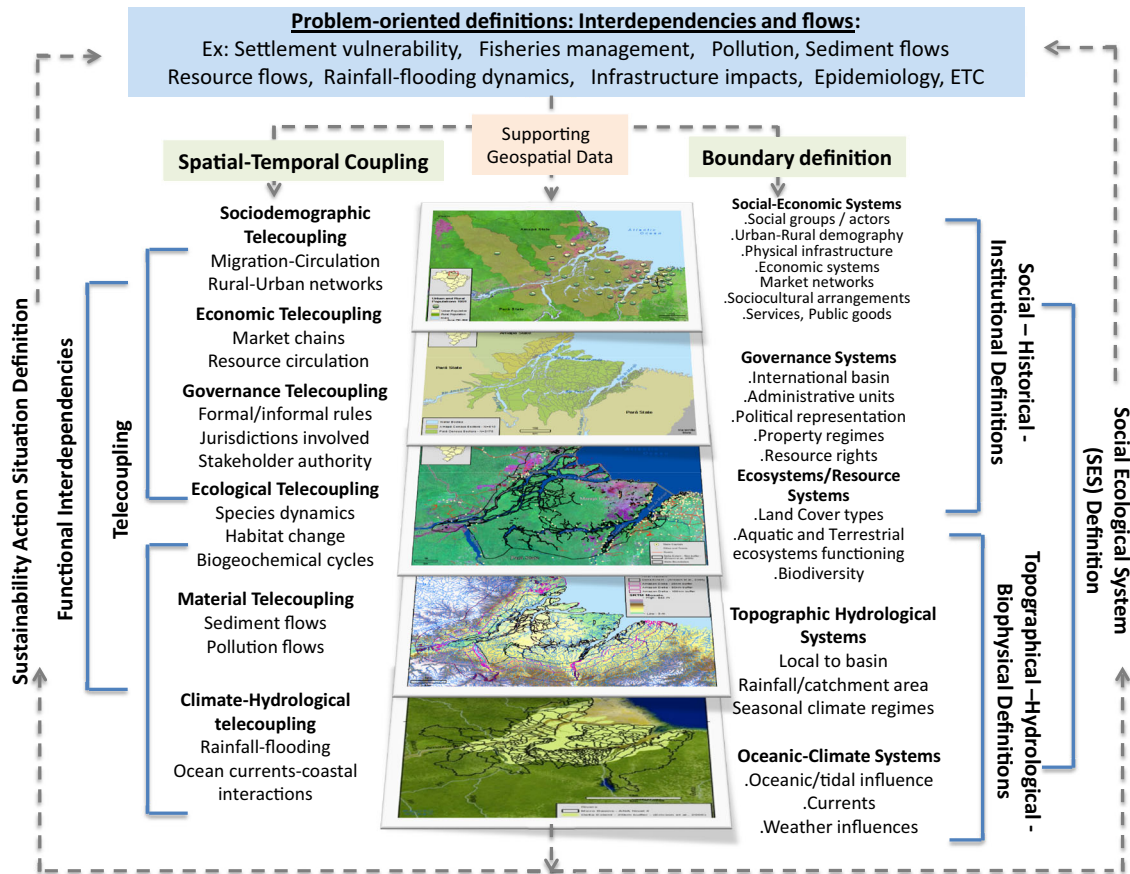 Problem-oriented definitions: Interdependencies and flows:
Ex: Settlement vulnerability, Fisheries management, Pollution, Sediment flows
Resource flows, Rainfall-flooding dynamics, Infrastructure impacts, Epidemiology, ETC
Supporting
Geospatial Data
Spatial-Temporal Coupling
Boundary definition
Sustainability Action Situation Definition
Functional Interdependencies
Telecoupling
Sociodemographic
Telecoupling
Migration-Circulation
Rural-Urban networks
Economic Telecoupling
Market chains
Resource circulation
Governance Telecoupling
Formal/informal rules
Jurisdictions involved
Stakeholder authority
Ecological Telecoupling
Species dynamics
Habitat change
Biogeochemical cycles
Material Telecoupling
Sediment flows
Pollution flows
Climate-Hydrological
telecoupling
Rainfall-flooding
Ocean currents-coastal
interactions
Atlantic
Ocean
Pará State
Pará State
Pará State
Social-Economic Systems
.Social groups / actors
.Urban-Rural demography
.Physical infrastructure
.Economic systems
Market networks
.Sociocultural arrangements
.Services, Public goods
Governance Systems
.International basin
.Administrative units
.Political representation
.Property regimes
.Resource rights
Ecosystems/Resource
Systems
.Land Cover types
.Aquatic and Terrestrial
ecosystems functioning
.Biodiversity
Topographic Hydrological
Systems
Local to basin
Rainfall/catchment area
Seasonal climate regimes
Oceanic-Climate Systems
.Oceanic/tidal influence
.Currents
.Weather influences
Social – Historical -
Institutional Definitions
Topographical –Hydrological -
Biophysical Definitions
Social Ecological System
(SES) Definition